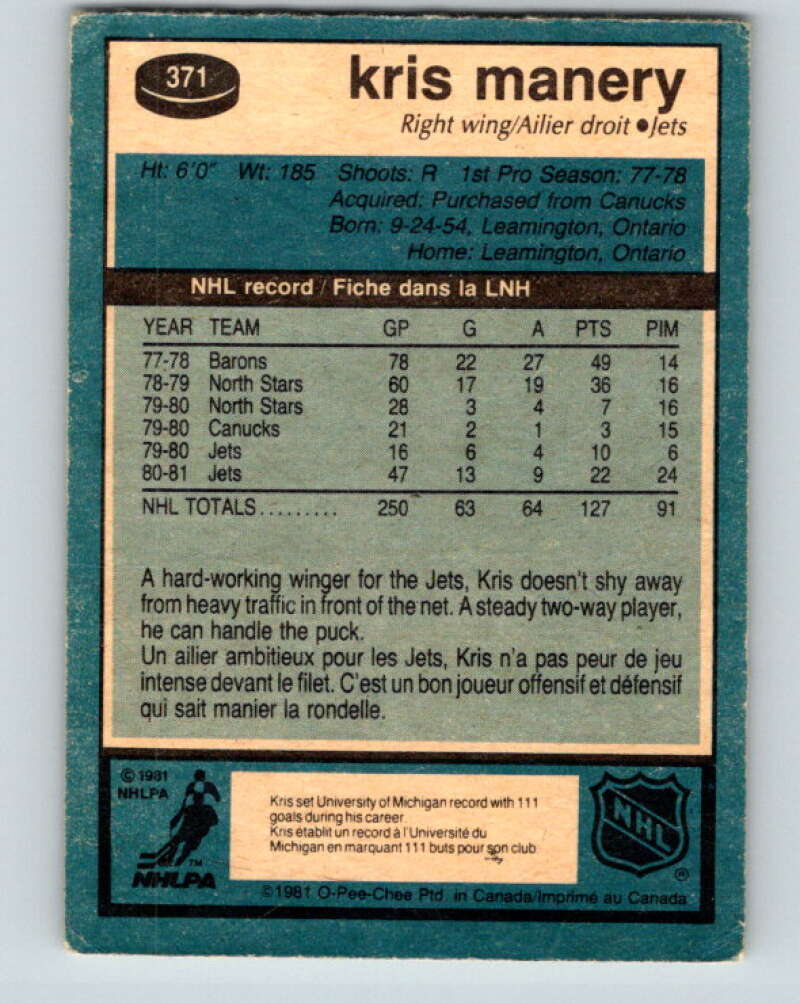 371
kris manery
Right wing/Ailier droit ● Jets
Ht: 6'0" Wt: 185 Shoots: R 1st Pro Season: 77-78
Acquired: Purchased from Canucks
Born: 9-24-54, Leamington, Ontario
Home: Leamington, Ontario
NHL record / Fiche dans la LNH
YEAR TEAM GP G A PTS PIM
77-78 Barons 78 22 27 49 14
78-79 North Stars 60 17 19 36 16
79-80 North Stars 28 3 4 7 16
79-80 Canucks 21 2 1 3 15
79-80 Jets 16 6 4 10 6
80-81 Jets 47 13 9 22 24
NHL TOTALS......... 250 63 64 127 91
A hard-working winger for the Jets, Kris doesn't shy away
from heavy traffic in front of the net. A steady two-way player,
he can handle the puck.
Un ailier ambitieux pour les Jets, Kris n'a pas peur de jeu
intense devant le filet. C'est un bon joueur offensif et défensif
qui sait manier la rondelle.
© 1981
NHLPA
TM
NHLPA
Kris set University of Michigan record with 111
goals during his career.
Kris établit un record à l'Université du
Michigan en marquant 111 buts pour son club
NHL
®
©1981 O-Pee-Chee Ptd. in Canada/Imprimé au Canada